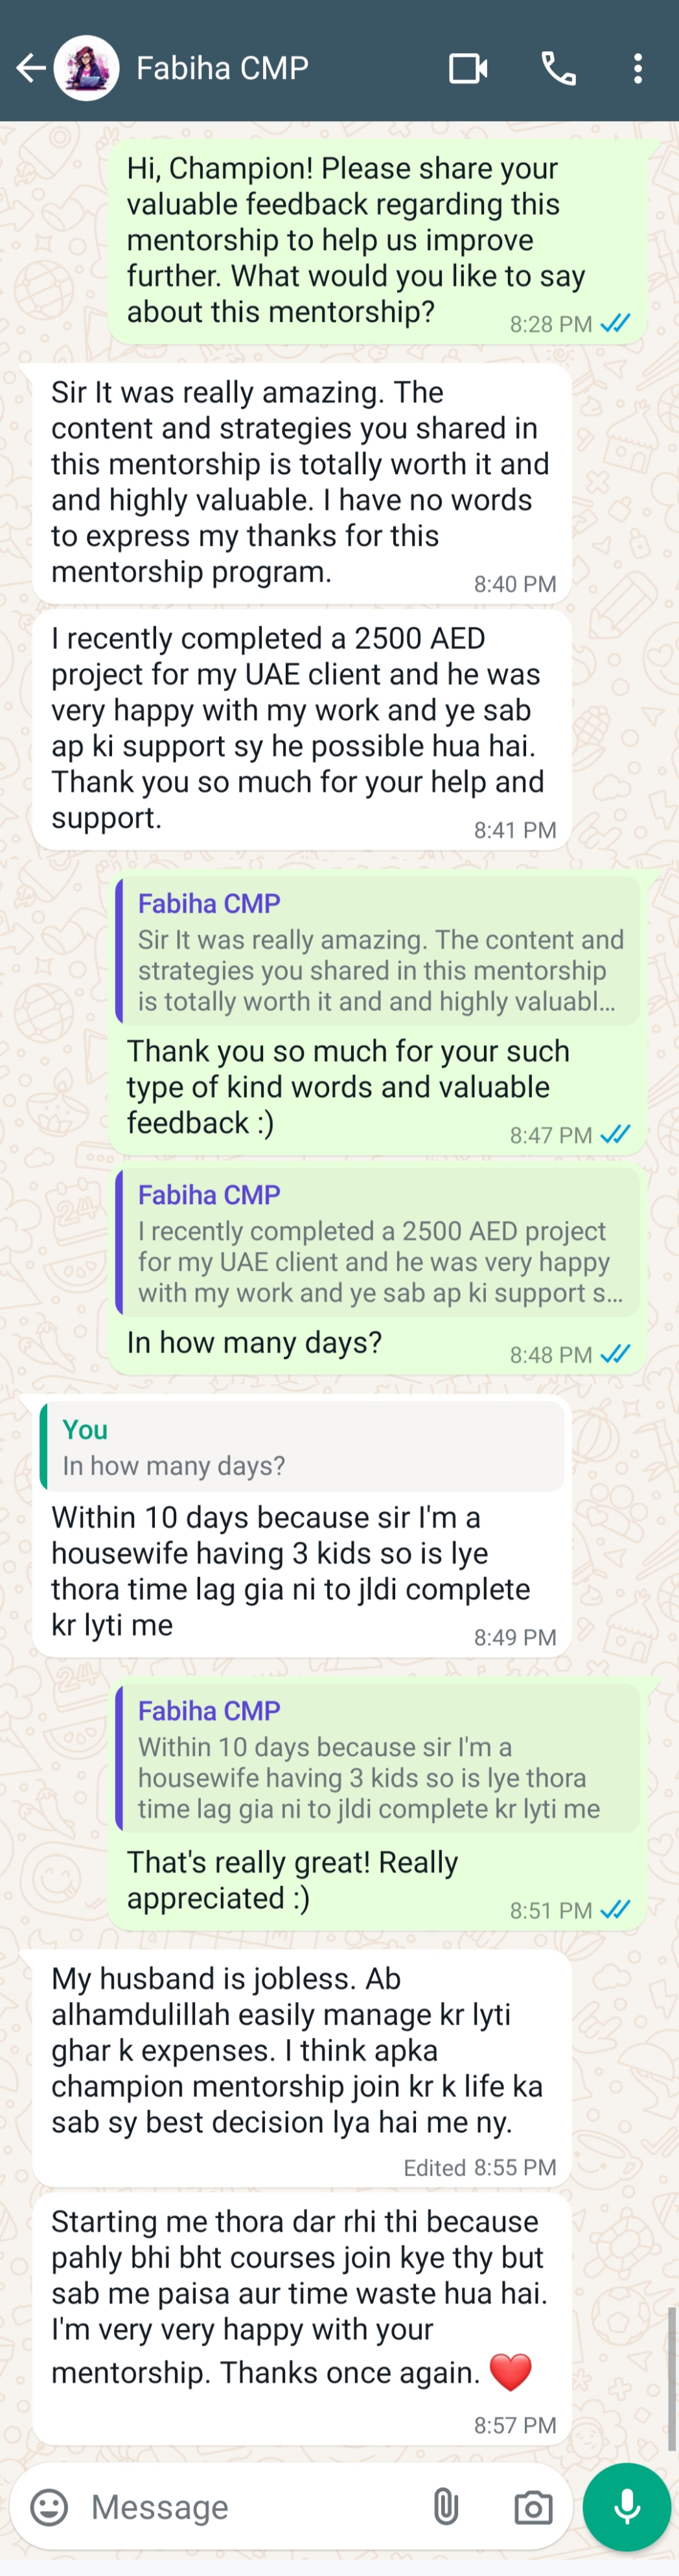 Fabiha CMP
Hi, Champion! Please share your
valuable feedback regarding this
mentorship to help us improve
further. What would you like to say
about this mentorship?
8:28 PM
Sir It was really amazing. The
content and strategies you shared in
this mentorship is totally worth it and
and highly valuable. I have no words
to express my thanks for this
mentorship program.
8:40 PM
I recently completed a 2500 AED
project for my UAE client and he was
very happy with my work and ye sab
ap ki support sy he possible hua hai.
Thank you so much for your help and
support.
8:41 PM
Fabiha CMP
Sir It was really amazing. The content and
strategies you shared in this mentorship
is totally worth it and and highly valuabl...
Thank you so much for your such
type of kind words and valuable
feedback :)
8:47 PM
Fabiha CMP
I recently completed a 2500 AED project
for my UAE client and he was very happy
with my work and ye sab ap ki support s...
In how many days?
8:48 PM
You
In how many days?
Within 10 days because sir I'm a
housewife having 3 kids so is lye
thora time lag gia ni to jldi complete
kr lyti me
8:49 PM
Fabiha CMP
Within 10 days because sir I'm a
housewife having 3 kids so is lye thora
time lag gia ni to jldi complete kr lyti me
That's really great! Really
appreciated :)
8:51 PM
My husband is jobless. Ab
alhamdulillah easily manage kr lyti
ghar k expenses. I think apka
champion mentorship join kr k life ka
sab sy best decision lya hai me ny.
Edited 8:55 PM
Starting me thora dar rhi thi because
pahly bhi bht courses join kye thy but
sab me paisa aur time waste hua hai.
I'm very very happy with your
mentorship. Thanks once again. ❤️
8:57 PM
Message